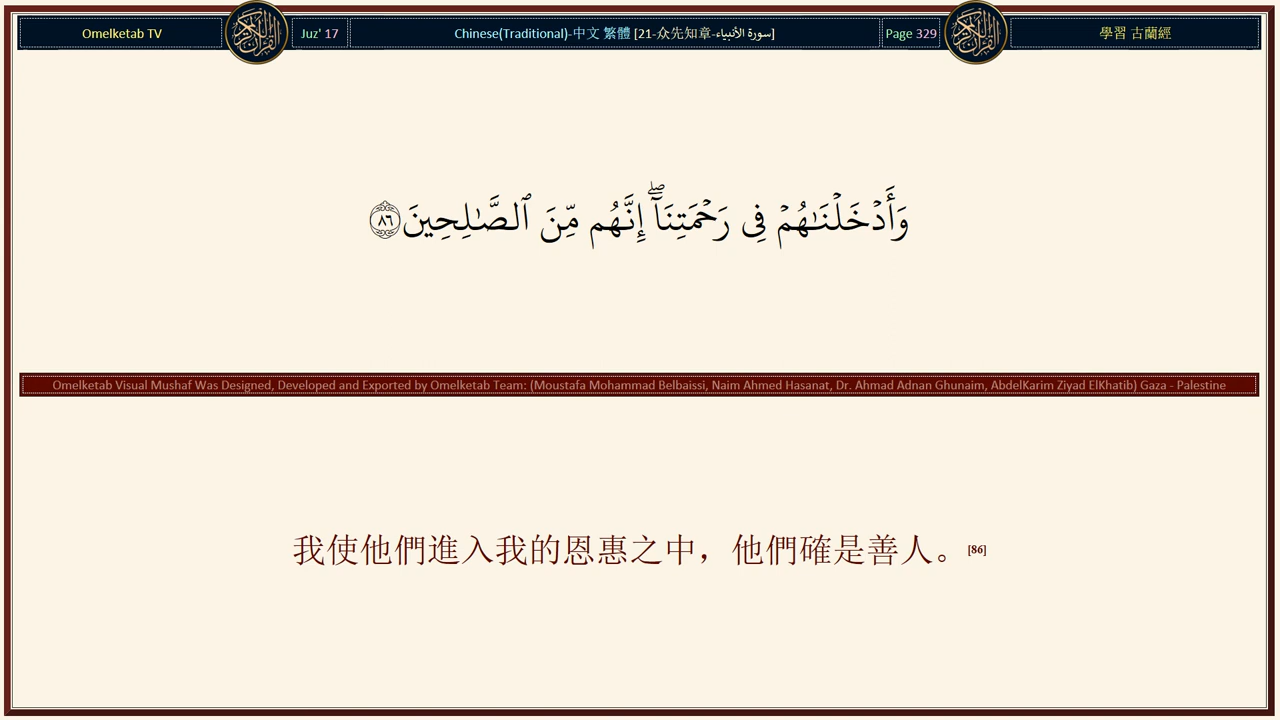 Omelketab TV
Juz' 17
Chinese(Traditional)-中文 繁體 [21-众先知章-سورة الأنبياء]
Page 329
學習 古蘭經
وَأَدْخَلْنَـٰهُمْ فِى رَحْمَتِنَآ ۖ إِنَّهُم مِّنَ ٱلصَّـٰلِحِينَ ٨٦
Omelketab Visual Mushaf Was Designed, Developed and Exported by Omelketab Team: (Moustafa Mohammad Belbaissi, Naim Ahmed Hasanat, Dr. Ahmad Adnan Ghunaim, AbdelKarim Ziyad ElKhatib) Gaza - Palestine
我使他們進入我的恩惠之中，他們確是善人。[86]